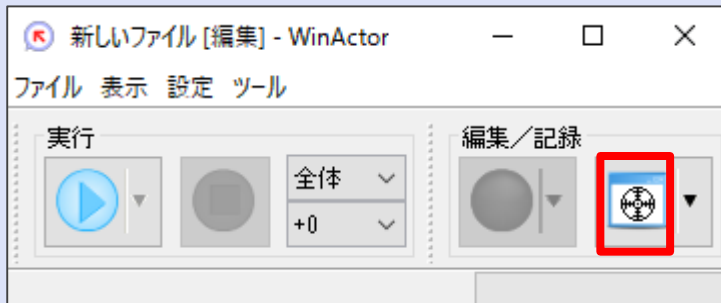 新しいファイル [編集] - WinActor
ファイル 表示 設定 ツール
実行
編集／記録
全体
+0